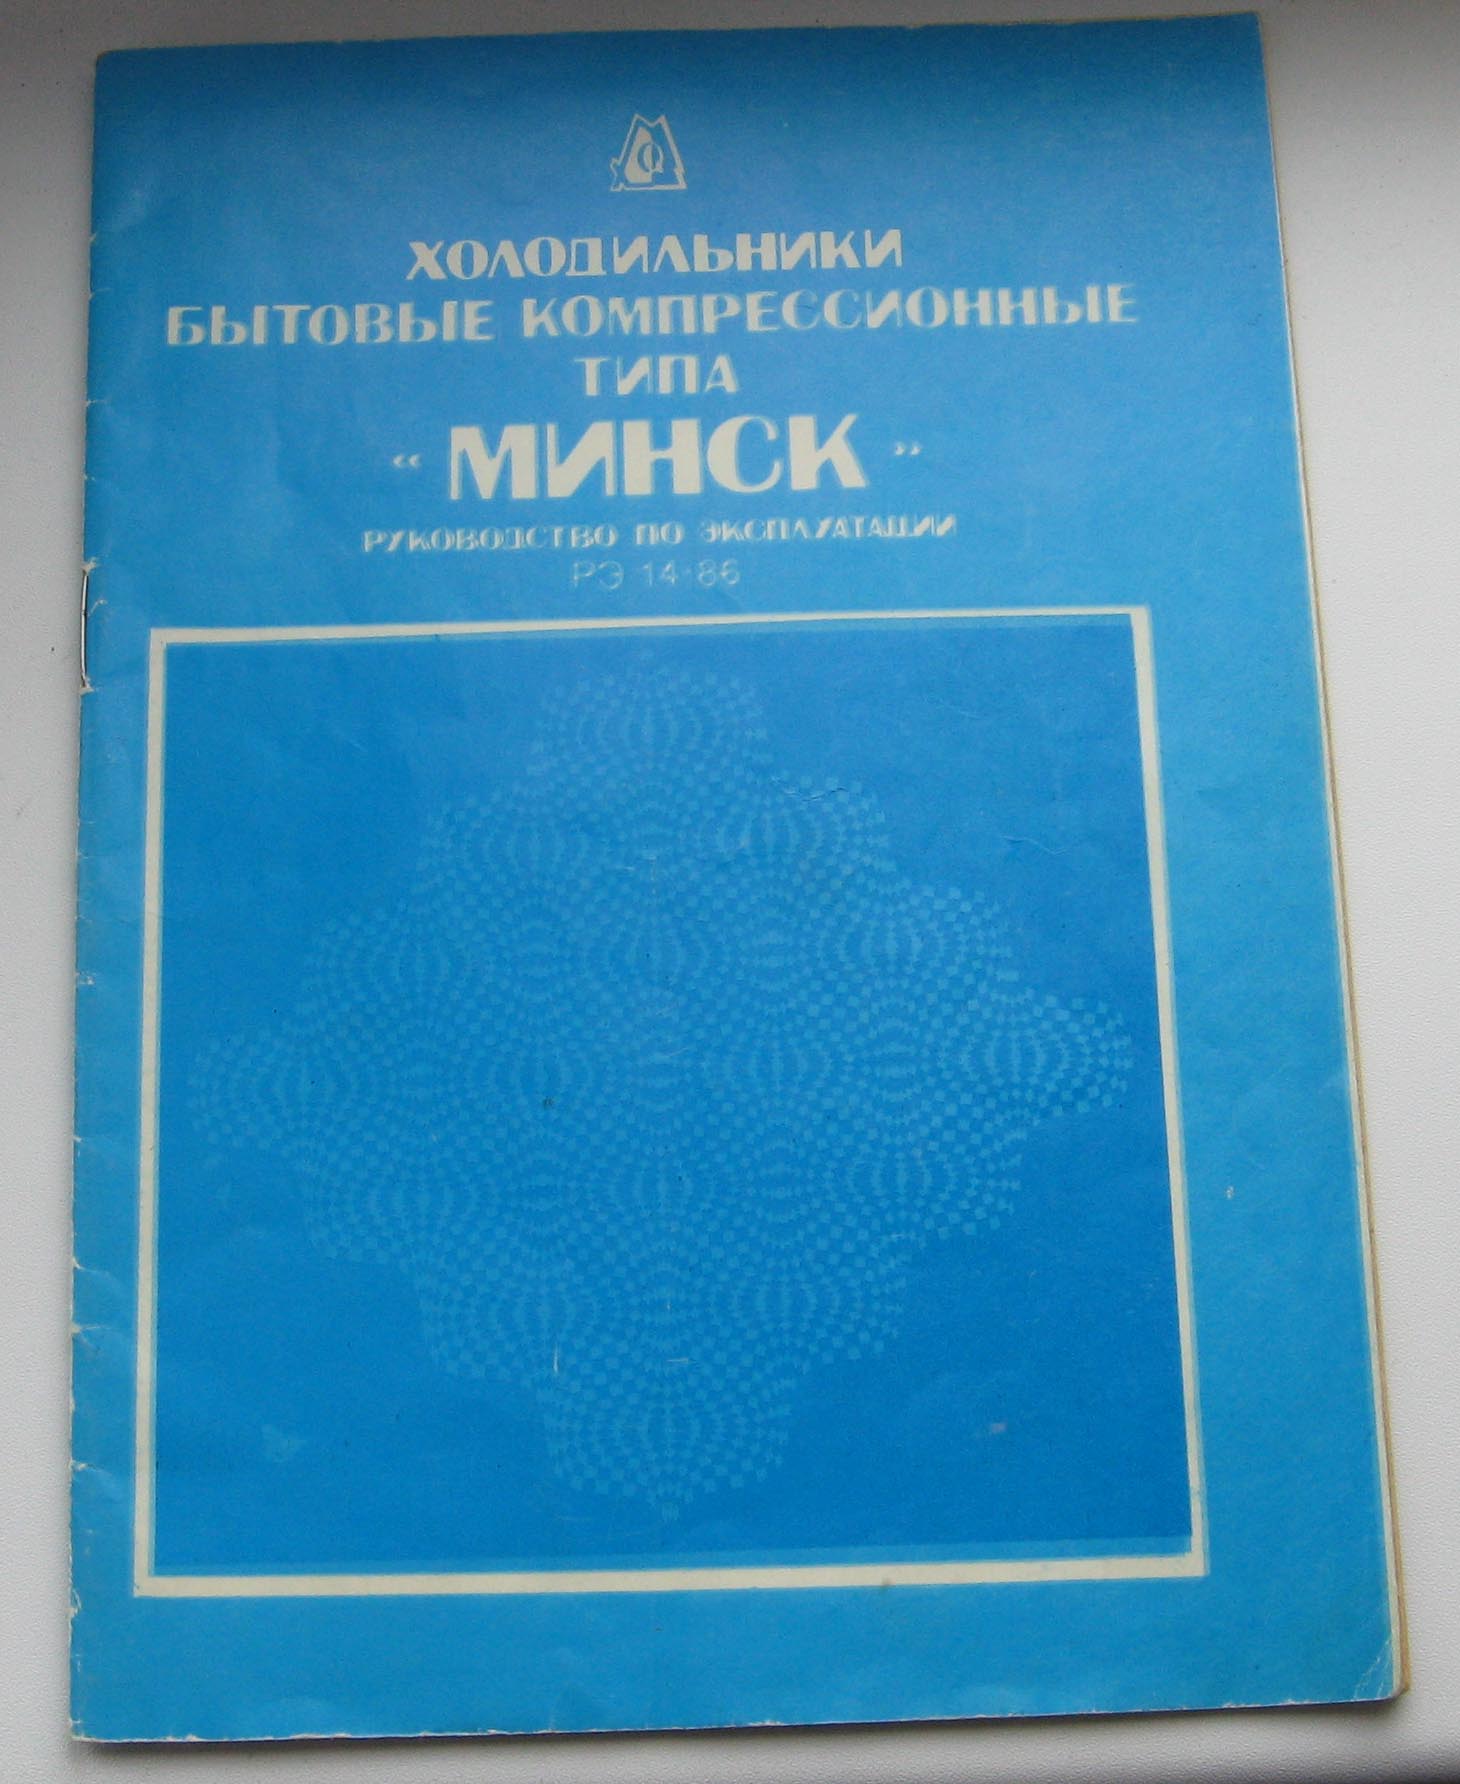 ХОЛОДИЛЬНИКИ
БЫТОВЫЕ КОМПРЕССИОННЫЕ
ТИПА
“ МИНСК ”
РУКОВОДСТВО ПО ЭКСПЛУАТАЦИИ
РЭ 14-86